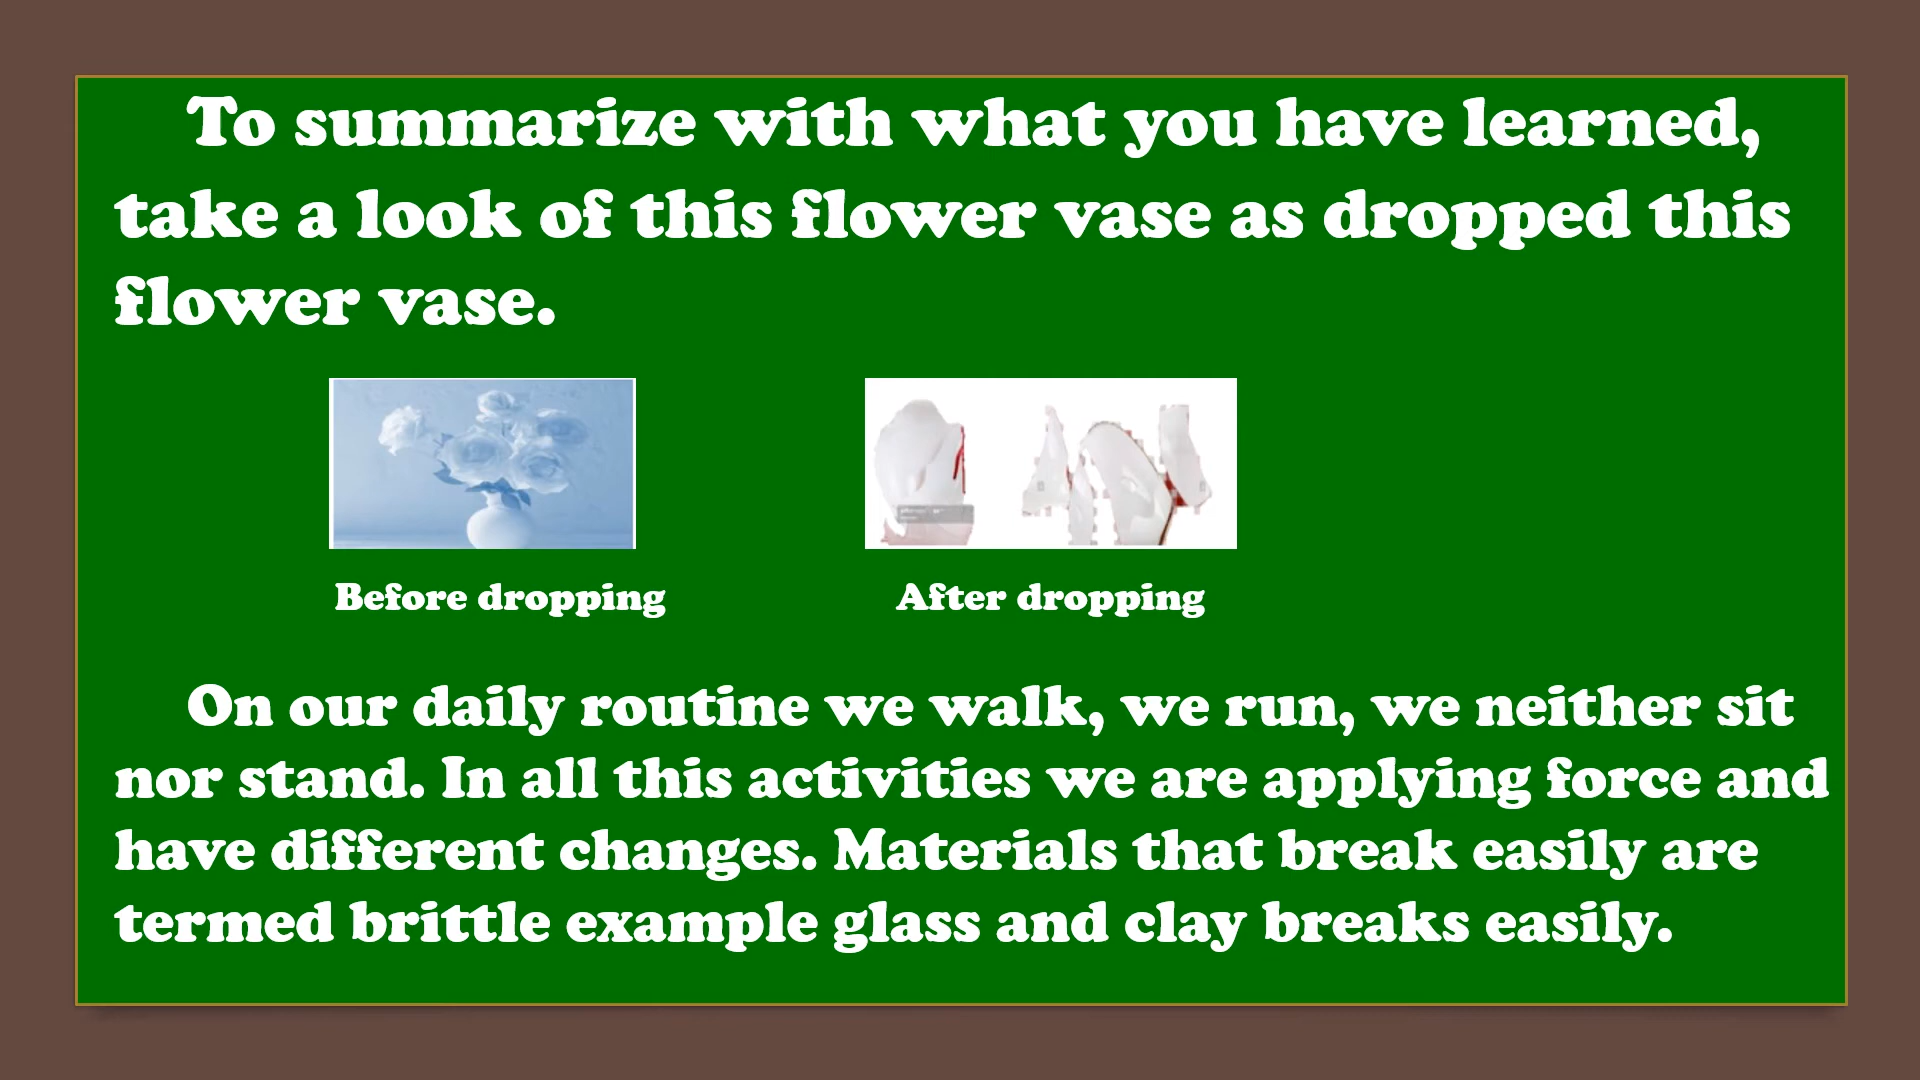 To summarize with what you have learned,
take a look of this flower vase as dropped this
flower vase.
Before dropping
After dropping
On our daily routine we walk, we run, we neither sit
nor stand. In all this activities we are applying force and
have different changes. Materials that break easily are
termed brittle example glass and clay breaks easily.